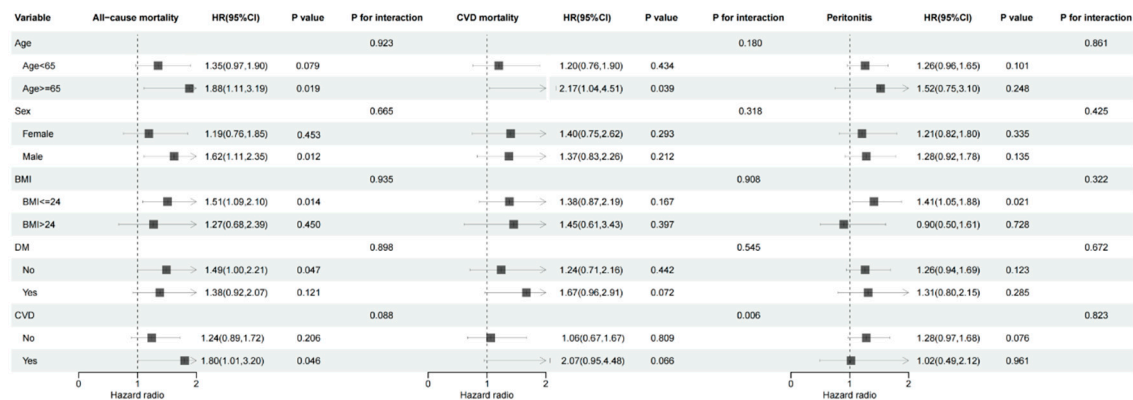 Variable All-cause mortality HR(95%CI) P value P for interaction CVD mortality HR(95%CI) P value P for interaction Peritonitis HR(95%CI) P value P for interaction
Age 0.923 0.180 0.861
Age<65 1.35(0.97,1.90) 0.079 1.20(0.76,1.90) 0.434 1.26(0.96,1.65) 0.101
Age>=65 1.88(1.11,3.19) 0.019 2.17(1.04,4.51) 0.039 1.52(0.75,3.10) 0.248
Sex 0.665 0.318 0.425
Female 1.19(0.76,1.85) 0.453 1.40(0.75,2.62) 0.293 1.21(0.82,1.80) 0.335
Male 1.62(1.11,2.35) 0.012 1.37(0.83,2.26) 0.212 1.28(0.92,1.78) 0.135
BMI 0.935 0.908 0.322
BMI<=24 1.51(1.09,2.10) 0.014 1.38(0.87,2.19) 0.167 1.41(1.05,1.88) 0.021
BMI>24 1.27(0.68,2.39) 0.450 1.45(0.61,3.43) 0.397 0.90(0.50,1.61) 0.728
DM 0.898 0.545 0.672
No 1.49(1.00,2.21) 0.047 1.24(0.71,2.16) 0.442 1.26(0.94,1.69) 0.123
Yes 1.38(0.92,2.07) 0.121 1.67(0.96,2.91) 0.072 1.31(0.80,2.15) 0.285
CVD 0.088 0.006 0.823
No 1.24(0.89,1.72) 0.206 1.06(0.67,1.67) 0.809 1.28(0.97,1.68) 0.076
Yes 1.80(1.01,3.20) 0.046 2.07(0.95,4.48) 0.066 1.02(0.49,2.12) 0.961
0 1 2 0 1 2 0 1 2
Hazard radio Hazard radio Hazard radio